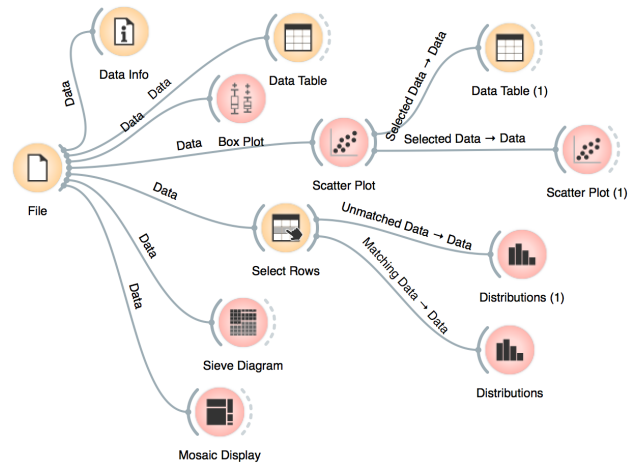 Data Info
Data Table
Data Table (1)
Data
Data
Data
Selected Data → Data
Box Plot
Data
Selected Data → Data
Scatter Plot
Scatter Plot (1)
File
Data
Unmatched Data → Data
Select Rows
Matching Data → Data
Data
Distributions (1)
Data
Sieve Diagram
Distributions
Mosaic Display